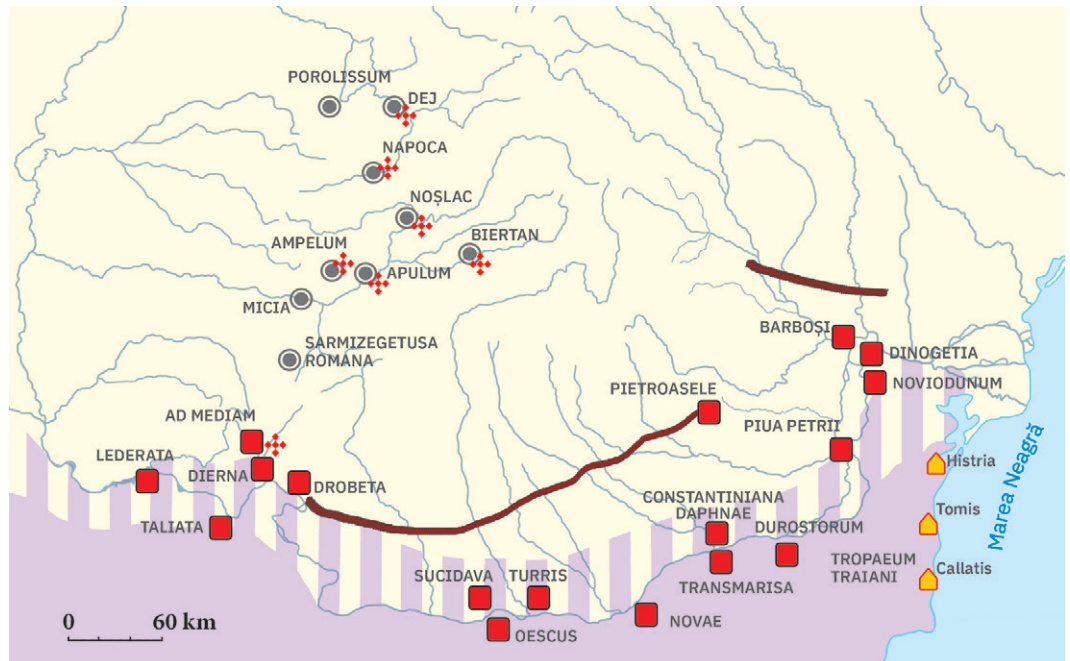 POROLISSUM
DEJ
NAPOCA
NOȘLAC
BIERTAN
AMPELUM
APULUM
MICIA
SARMIZEGETUSA
ROMANA
BARBOȘI
DINOGETIA
NOVIODUNUM
PIETROASELE
AD MEDIAM
PIUA PETRII
LEDERATA
DIERNA
DROBETA
Histria
CONSTANTINIANA
DAPHNAE
TALIATA
DUROSTORUM
Tomis
Marea Neagră
TROPAEUM
TRAIANI
Callatis
SUCIDAVA
TURRIS
TRANSMARISA
0 60 km
OESCUS
NOVAE